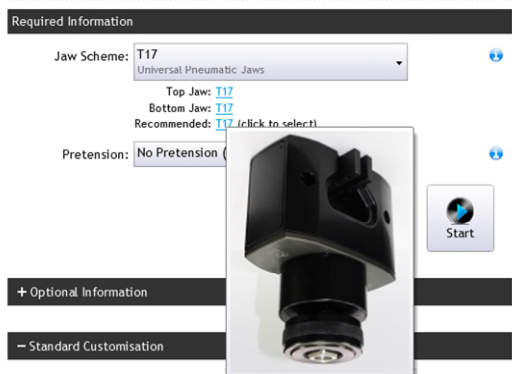 Required Information
Jaw Scheme: T17
Universal Pneumatic Jaws
Top Jaw: T17
Bottom Jaw: T17
Recommended: T17 (click to select)
Pretension: No Pretension (
Start
+ Optional Information
− Standard Customisation